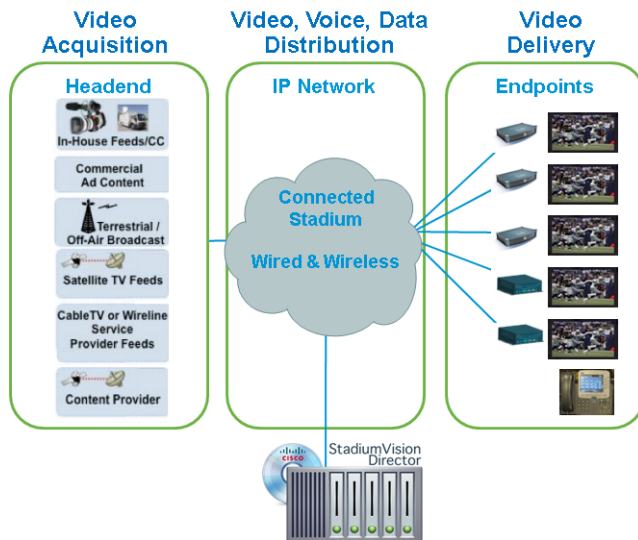 Video
Acquisition
Video, Voice, Data
Distribution
Video
Delivery
Headend
In-House Feeds/CC
Commercial
Ad Content
Terrestrial /
Off-Air Broadcast
Satellite TV Feeds
CableTV or Wireline
Service
Provider Feeds
Content Provider
IP Network
Connected
Stadium
Wired & Wireless
Endpoints
CISCO
StadiumVision
Director